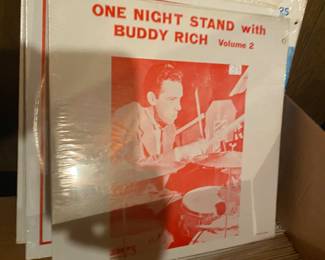 ONE NIGHT STAND with
BUDDY RICH Volume 2